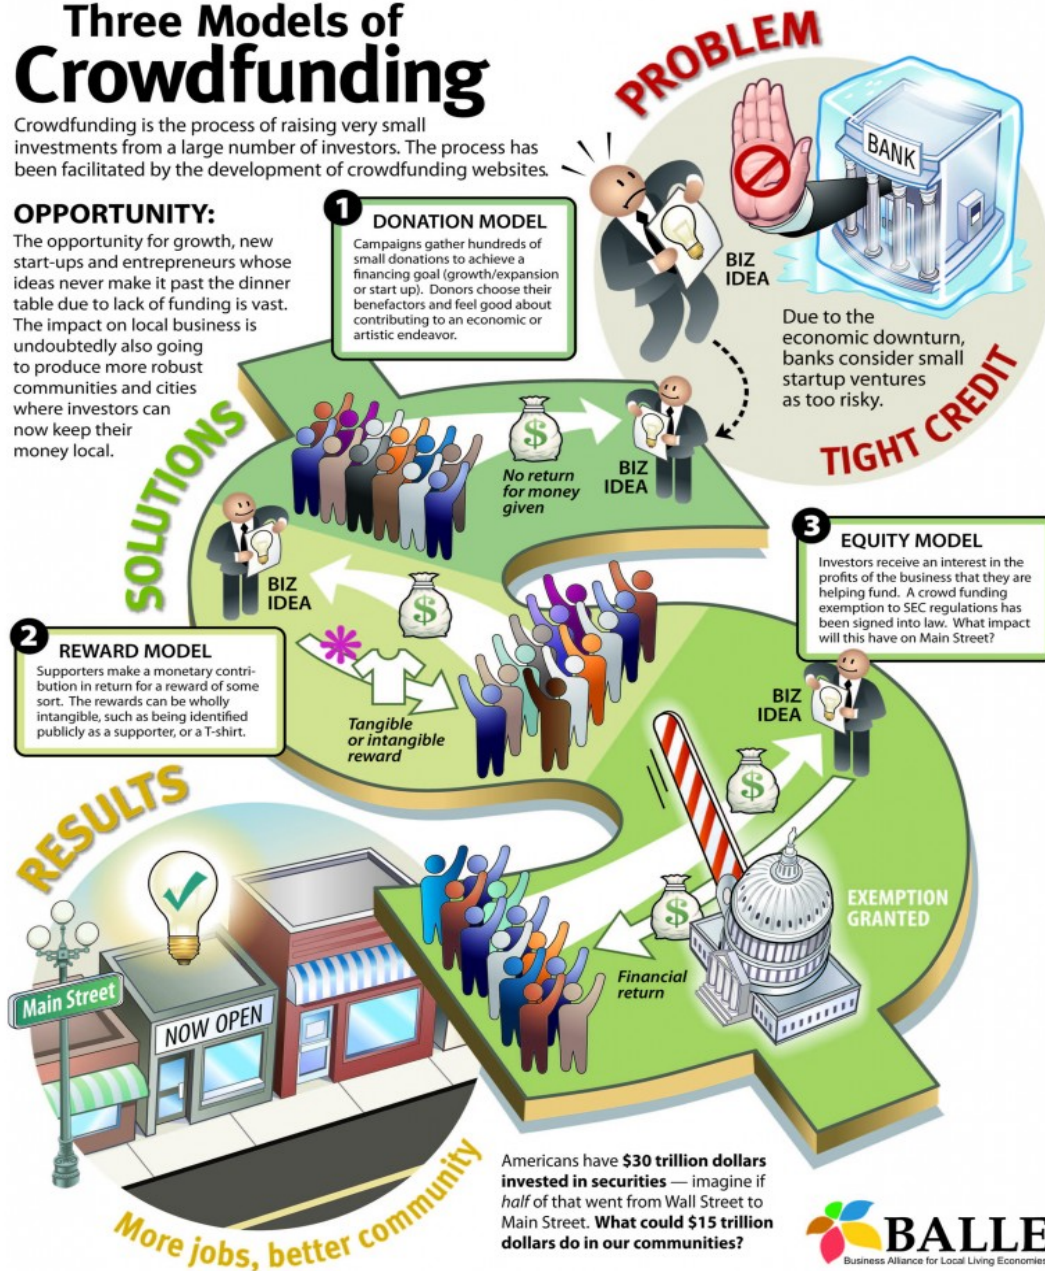 Three Models of
Crowdfunding
Crowdfunding is the process of raising very small
investments from a large number of investors. The process has
been facilitated by the development of crowdfunding websites.
OPPORTUNITY:
The opportunity for growth, new
start-ups and entrepreneurs whose
ideas never make it past the dinner
table due to lack of funding is vast.
The impact on local business is
undoubtedly also going
to produce more robust
communities and cities
where investors can
now keep their
money local.
PROBLEM
BANK
BIZ
IDEA
Due to the
economic downturn,
banks consider small
startup ventures
as too risky.
TIGHT CREDIT
SOLUTIONS
1
DONATION MODEL
Campaigns gather hundreds of
small donations to achieve a
financing goal (growth/expansion
or start up). Donors choose their
benefactors and feel good about
contributing to an economic or
artistic endeavor.
$
No return
for money
given
BIZ
IDEA
2
REWARD MODEL
Supporters make a monetary contri-
bution in return for a reward of some
sort. The rewards can be wholly
intangible, such as being identified
publicly as a supporter, or a T-shirt.
BIZ
IDEA
$
Tangible
or intangible
reward
3
EQUITY MODEL
Investors receive an interest in the
profits of the business that they are
helping fund. A crowd funding
exemption to SEC regulations has
been signed into law. What impact
will this have on Main Street?
BIZ
IDEA
$
$
EXEMPTION
GRANTED
Financial
return
RESULTS
Main Street
NOW OPEN
More jobs, better community
Americans have $30 trillion dollars
invested in securities — imagine if
half of that went from Wall Street to
Main Street. What could $15 trillion
dollars do in our communities?
BALLE
Business Alliance for Local Living Economies